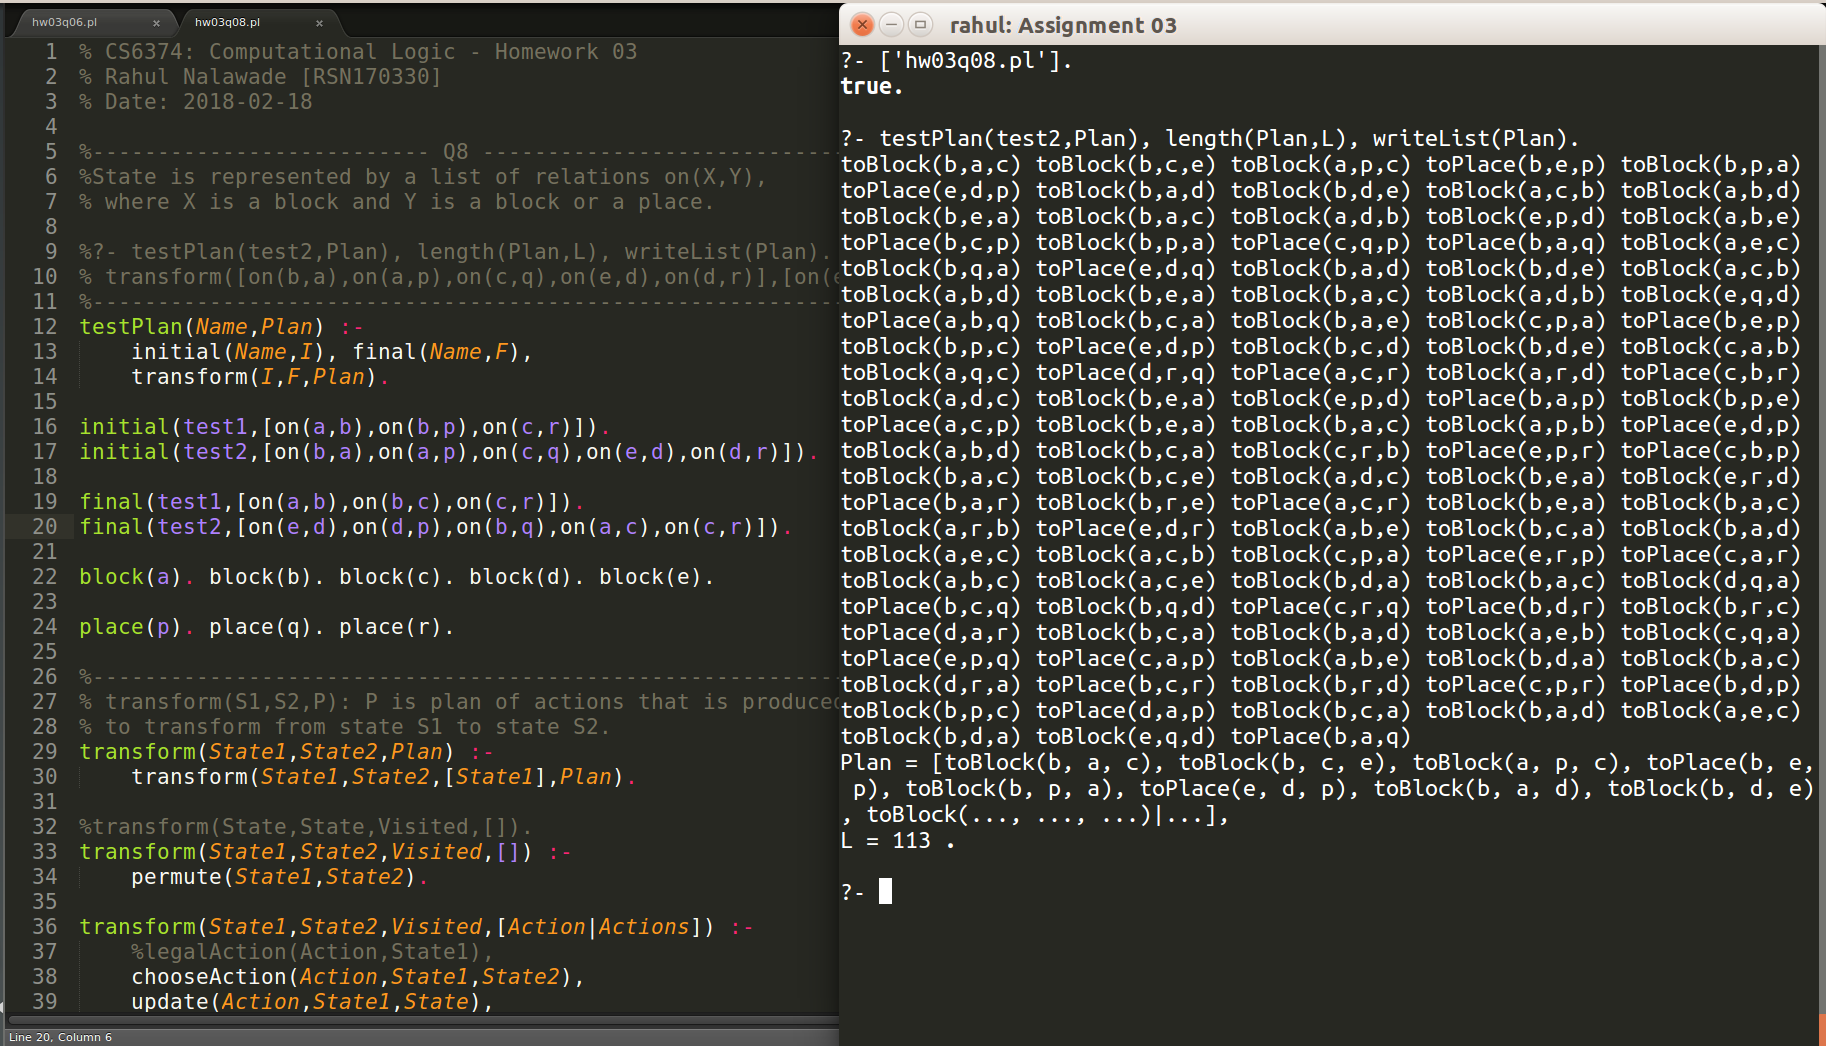 hw03q06.pl × hw03q08.pl ×
1 % CS6374: Computational Logic - Homework 03
2 % Rahul Nalawade [RSN170330]
3 % Date: 2018-02-18
4
5 %-------------------------- Q8 ----------------------------
6 %State is represented by a list of relations on(X,Y),
7 % where X is a block and Y is a block or a place.
8
9 %?- testPlan(test2,Plan), length(Plan,L), writeList(Plan).
10 % transform([on(b,a),on(a,p),on(c,q),on(e,d),on(d,r)],[on(e
11 %----------------------------------------------------------
12 testPlan(Name,Plan) :-
13 initial(Name,I), final(Name,F),
14 transform(I,F,Plan).
15
16 initial(test1,[on(a,b),on(b,p),on(c,r)]).
17 initial(test2,[on(b,a),on(a,p),on(c,q),on(e,d),on(d,r)]).
18
19 final(test1,[on(a,b),on(b,c),on(c,r)]).
20 final(test2,[on(e,d),on(d,p),on(b,q),on(a,c),on(c,r)]).
21
22 block(a). block(b). block(c). block(d). block(e).
23
24 place(p). place(q). place(r).
25
26 %----------------------------------------------------------
27 % transform(S1,S2,P): P is plan of actions that is produced
28 % to transform from state S1 to state S2.
29 transform(State1,State2,Plan) :-
30 transform(State1,State2,[State1],Plan).
31
32 %transform(State,State,Visited,[]).
33 transform(State1,State2,Visited,[]) :-
34 permute(State1,State2).
35
36 transform(State1,State2,Visited,[Action|Actions]) :-
37 %legalAction(Action,State1),
38 chooseAction(Action,State1,State2),
39 update(Action,State1,State),
Line 20, Column 6
rahul: Assignment 03
?- ['hw03q08.pl'].
true.
?- testPlan(test2,Plan), length(Plan,L), writeList(Plan).
toBlock(b,a,c) toBlock(b,c,e) toBlock(a,p,c) toPlace(b,e,p) toBlock(b,p,a)
toPlace(e,d,p) toBlock(b,a,d) toBlock(b,d,e) toBlock(a,c,b) toBlock(a,b,d)
toBlock(b,e,a) toBlock(b,a,c) toBlock(a,d,b) toBlock(e,p,d) toBlock(a,b,e)
toPlace(b,c,p) toBlock(b,p,a) toPlace(c,q,p) toPlace(b,a,q) toBlock(a,e,c)
toBlock(b,q,a) toPlace(e,d,q) toBlock(b,a,d) toBlock(b,d,e) toBlock(a,c,b)
toBlock(a,b,d) toBlock(b,e,a) toBlock(b,a,c) toBlock(a,d,b) toBlock(e,q,d)
toPlace(a,b,q) toBlock(b,c,a) toBlock(b,a,e) toBlock(c,p,a) toPlace(b,e,p)
toBlock(b,p,c) toPlace(e,d,p) toBlock(b,c,d) toBlock(b,d,e) toBlock(c,a,b)
toBlock(a,q,c) toPlace(d,r,q) toPlace(a,c,r) toBlock(a,r,d) toPlace(c,b,r)
toBlock(a,d,c) toBlock(b,e,a) toBlock(e,p,d) toPlace(b,a,p) toBlock(b,p,e)
toPlace(a,c,p) toBlock(b,e,a) toBlock(b,a,c) toBlock(a,p,b) toPlace(e,d,p)
toBlock(a,b,d) toBlock(b,c,a) toBlock(c,r,b) toPlace(e,p,r) toPlace(c,b,p)
toBlock(b,a,c) toBlock(b,c,e) toBlock(a,d,c) toBlock(b,e,a) toBlock(e,r,d)
toPlace(b,a,r) toBlock(b,r,e) toPlace(a,c,r) toBlock(b,e,a) toBlock(b,a,c)
toBlock(a,r,b) toPlace(e,d,r) toBlock(a,b,e) toBlock(b,c,a) toBlock(b,a,d)
toBlock(a,e,c) toBlock(a,c,b) toBlock(c,p,a) toPlace(e,r,p) toPlace(c,a,r)
toBlock(a,b,c) toBlock(a,c,e) toBlock(b,d,a) toBlock(b,a,c) toBlock(d,q,a)
toPlace(b,c,q) toBlock(b,q,d) toPlace(c,r,q) toPlace(b,d,r) toBlock(b,r,c)
toPlace(d,a,r) toBlock(b,c,a) toBlock(b,a,d) toBlock(a,e,b) toBlock(c,q,a)
toPlace(e,p,q) toPlace(c,a,p) toBlock(a,b,e) toBlock(b,d,a) toBlock(b,a,c)
toBlock(d,r,a) toPlace(b,c,r) toBlock(b,r,d) toPlace(c,p,r) toPlace(b,d,p)
toBlock(b,p,c) toPlace(d,a,p) toBlock(b,c,a) toBlock(b,a,d) toBlock(a,e,c)
toBlock(b,d,a) toBlock(e,q,d) toPlace(b,a,q)
Plan = [toBlock(b, a, c), toBlock(b, c, e), toBlock(a, p, c), toPlace(b, e,
p), toBlock(b, p, a), toPlace(e, d, p), toBlock(b, a, d), toBlock(b, d, e)
, toBlock(..., ..., ...)|...],
L = 113 .
?-